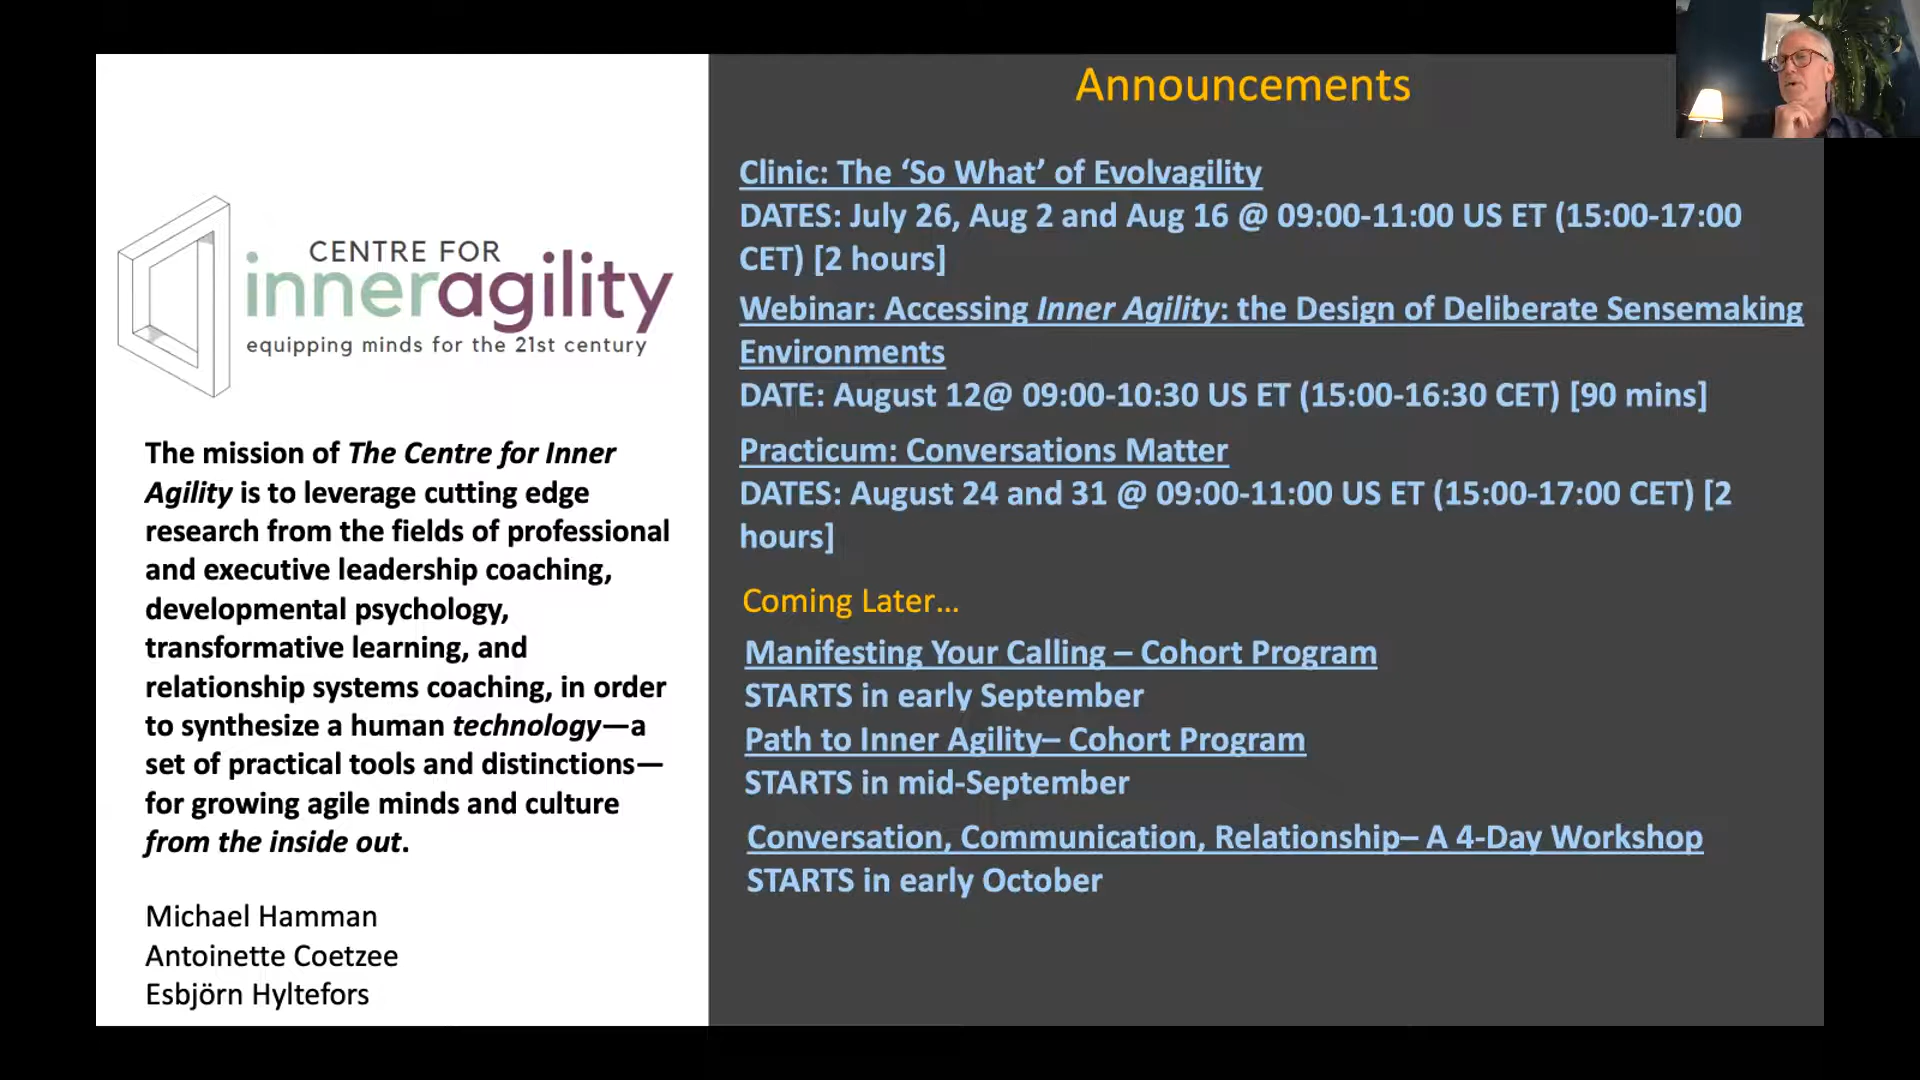 CENTRE FOR
inneragility
equipping minds for the 21st century
The mission of The Centre for Inner
Agility is to leverage cutting edge
research from the fields of professional
and executive leadership coaching,
developmental psychology,
transformative learning, and
relationship systems coaching, in order
to synthesize a human technology—a
set of practical tools and distinctions—
for growing agile minds and culture
from the inside out.
Michael Hamman
Antoinette Coetzee
Esbjörn Hyltefors
Announcements
Clinic: The ‘So What’ of Evolvagility
DATES: July 26, Aug 2 and Aug 16 @ 09:00-11:00 US ET (15:00-17:00
CET) [2 hours]
Webinar: Accessing Inner Agility: the Design of Deliberate Sensemaking
Environments
DATE: August 12@ 09:00-10:30 US ET (15:00-16:30 CET) [90 mins]
Practicum: Conversations Matter
DATES: August 24 and 31 @ 09:00-11:00 US ET (15:00-17:00 CET) [2
hours]
Coming Later...
Manifesting Your Calling – Cohort Program
STARTS in early September
Path to Inner Agility– Cohort Program
STARTS in mid-September
Conversation, Communication, Relationship– A 4-Day Workshop
STARTS in early October